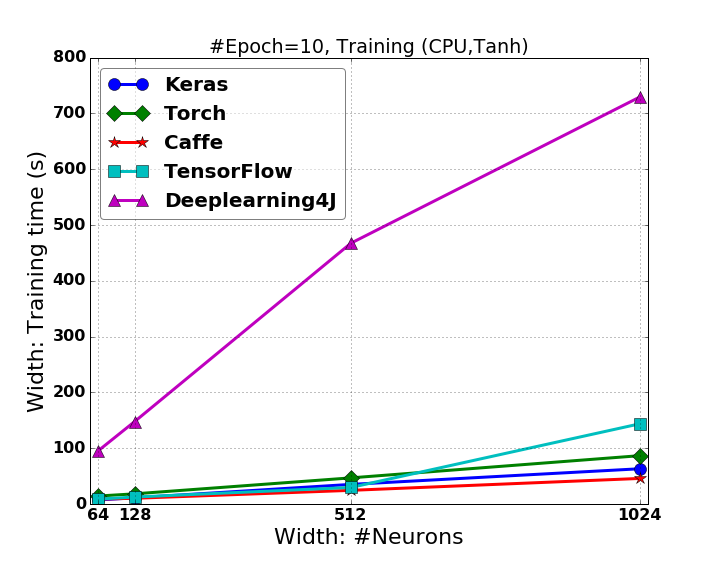 #Epoch=10, Training (CPU,Tanh)
800
700
600
500
400
300
200
100
0
Width: Training time (s)
Keras
Torch
Caffe
TensorFlow
Deeplearning4J
64 128 512 1024
Width: #Neurons